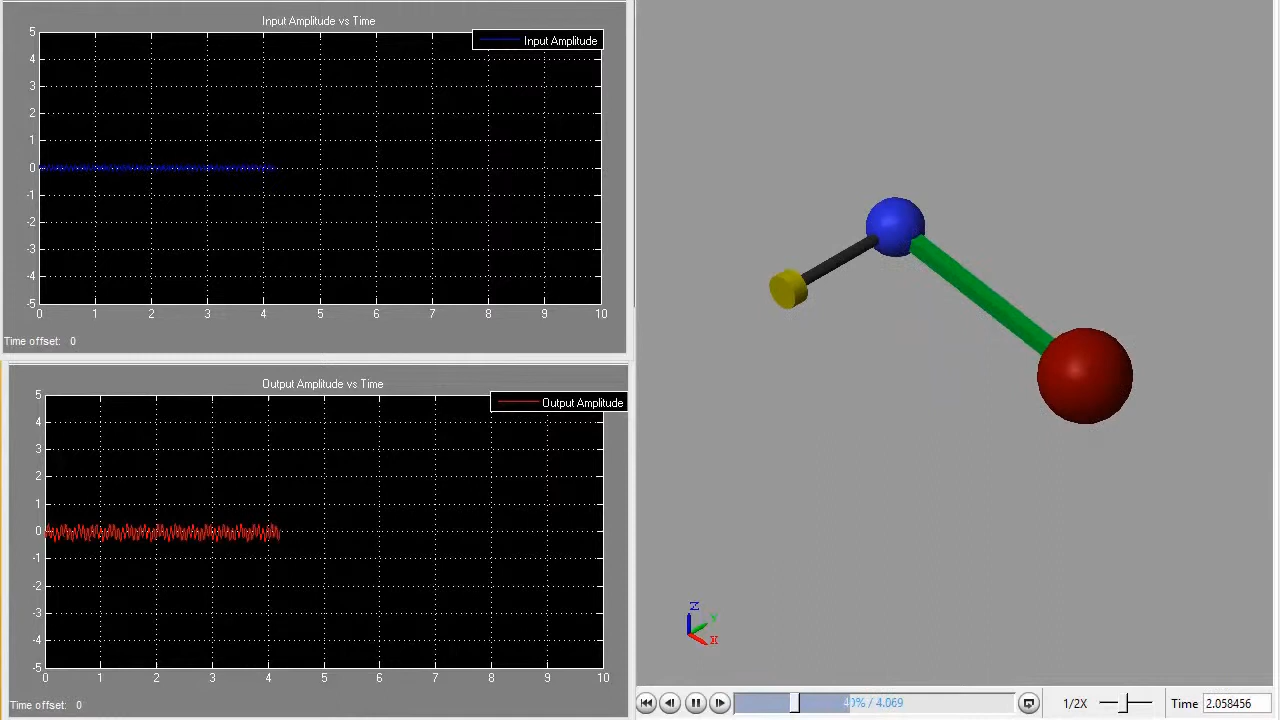 Input Amplitude vs Time
Input Amplitude
5
4
3
2
1
0
-1
-2
-3
-4
-5
0 1 2 3 4 5 6 7 8 9 10
Time offset: 0
Output Amplitude vs Time
Output Amplitude
5
4
3
2
1
0
-1
-2
-3
-4
-5
0 1 2 3 4 5 6 7 8 9 10
Time offset: 0
Z
Y
X
0% / 4.069
1/2X
Time 2.058456